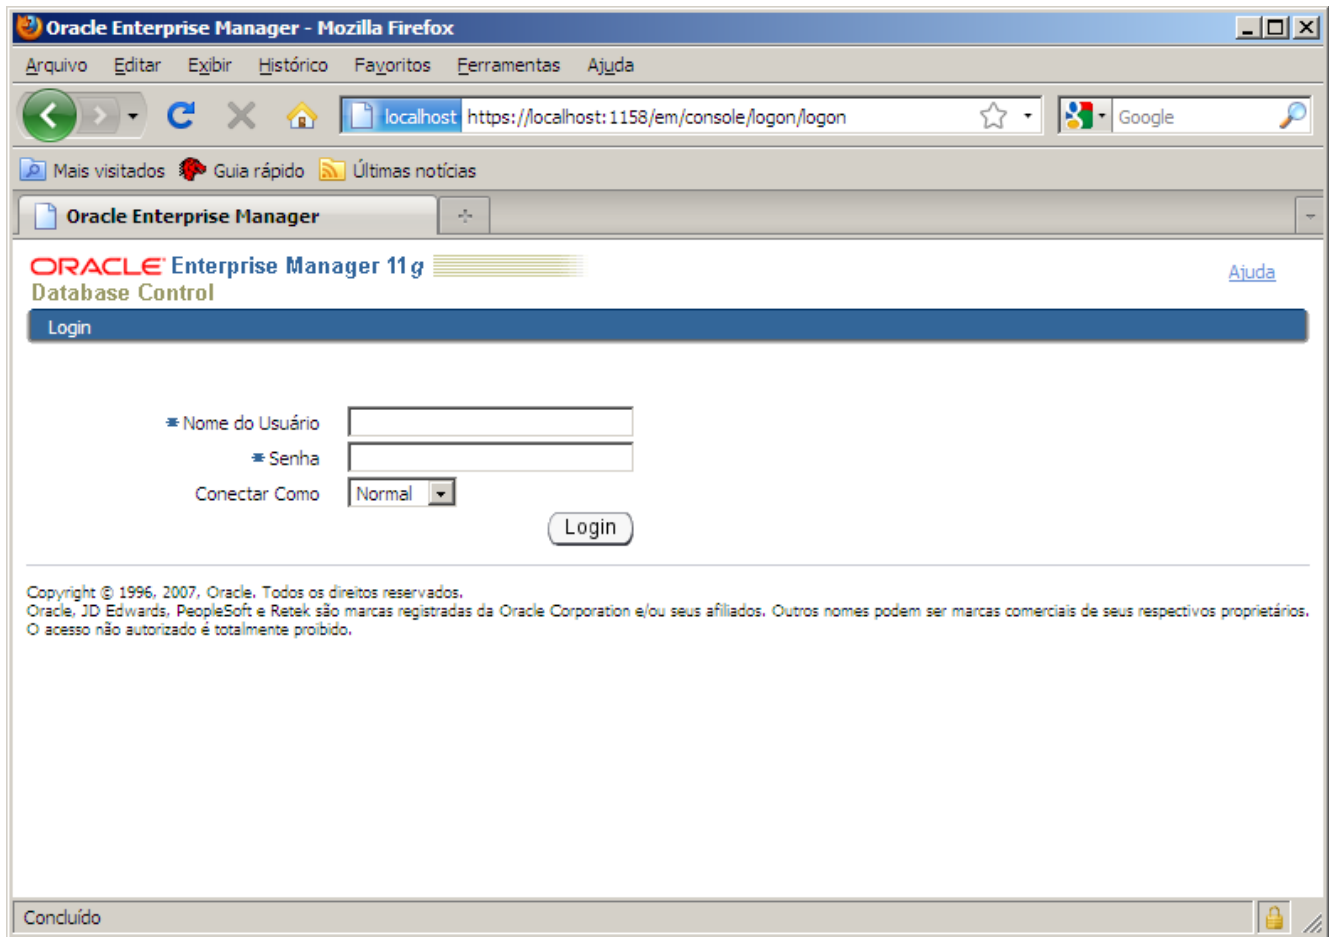 Oracle Enterprise Manager - Mozilla Firefox
Arquivo Editar Exibir Histórico Favoritos Ferramentas Ajuda
localhost https://localhost:1158/em/console/logon/logon Google
Mais visitados Guia rápido Últimas notícias
Oracle Enterprise Manager
ORACLE Enterprise Manager 11g
Ajuda
Database Control
Login
* Nome do Usuário
* Senha
Conectar Como Normal
Login
Copyright © 1996, 2007, Oracle. Todos os direitos reservados.
Oracle, JD Edwards, PeopleSoft e Retek são marcas registradas da Oracle Corporation e/ou seus afiliados. Outros nomes podem ser marcas comerciais de seus respectivos proprietários.
O acesso não autorizado é totalmente proibido.
Concluído